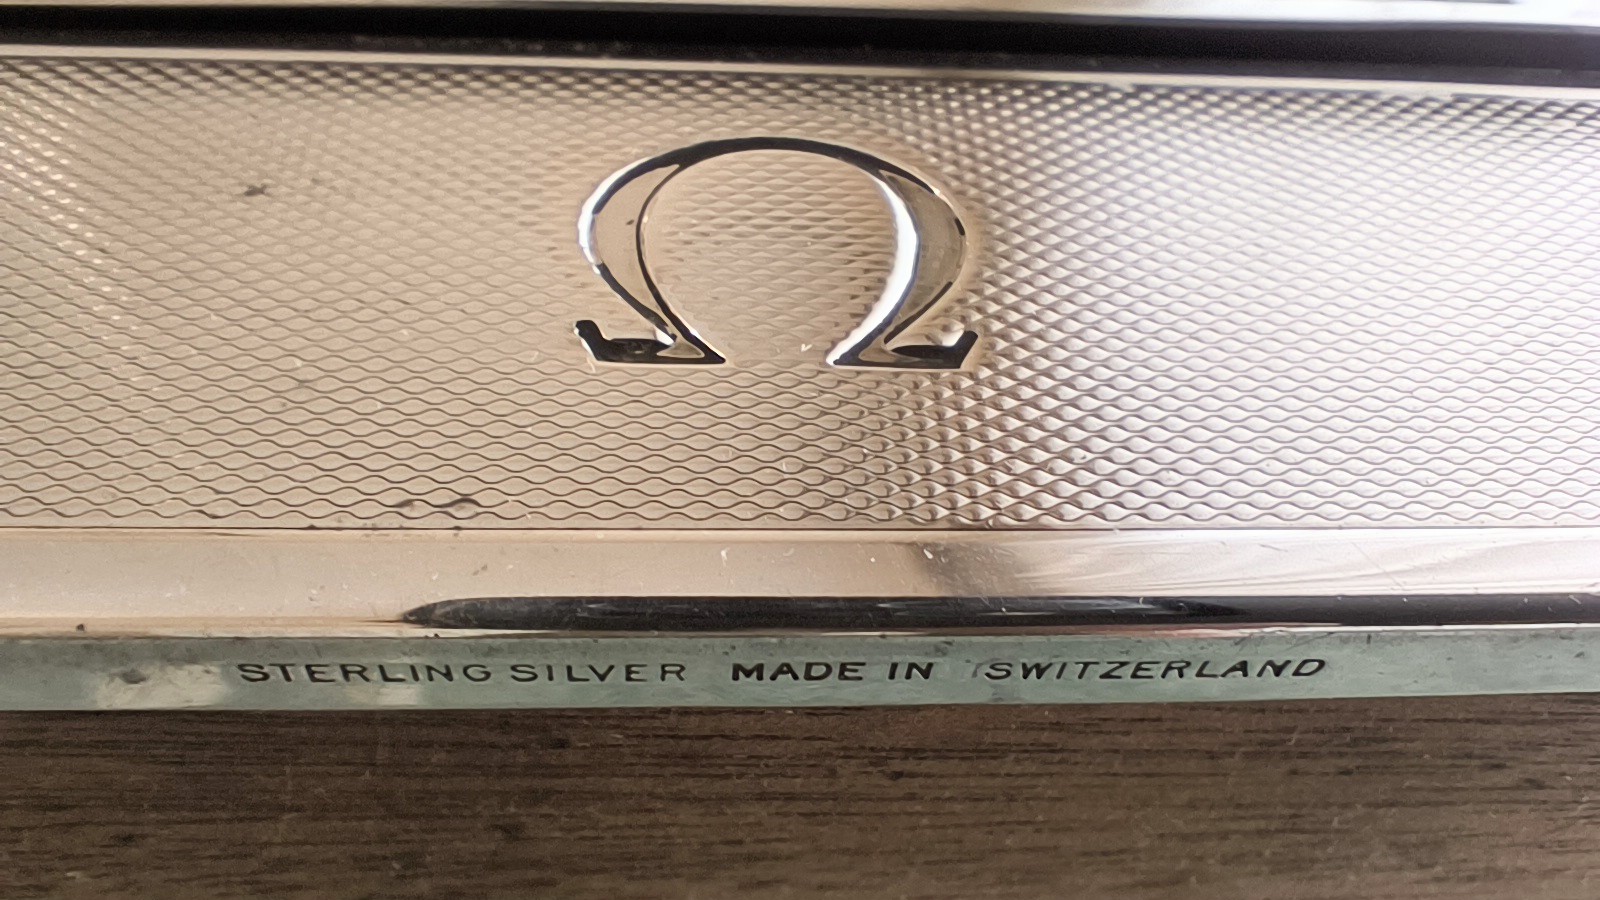 Ω
STERLING SILVER MADE IN SWITZERLAND